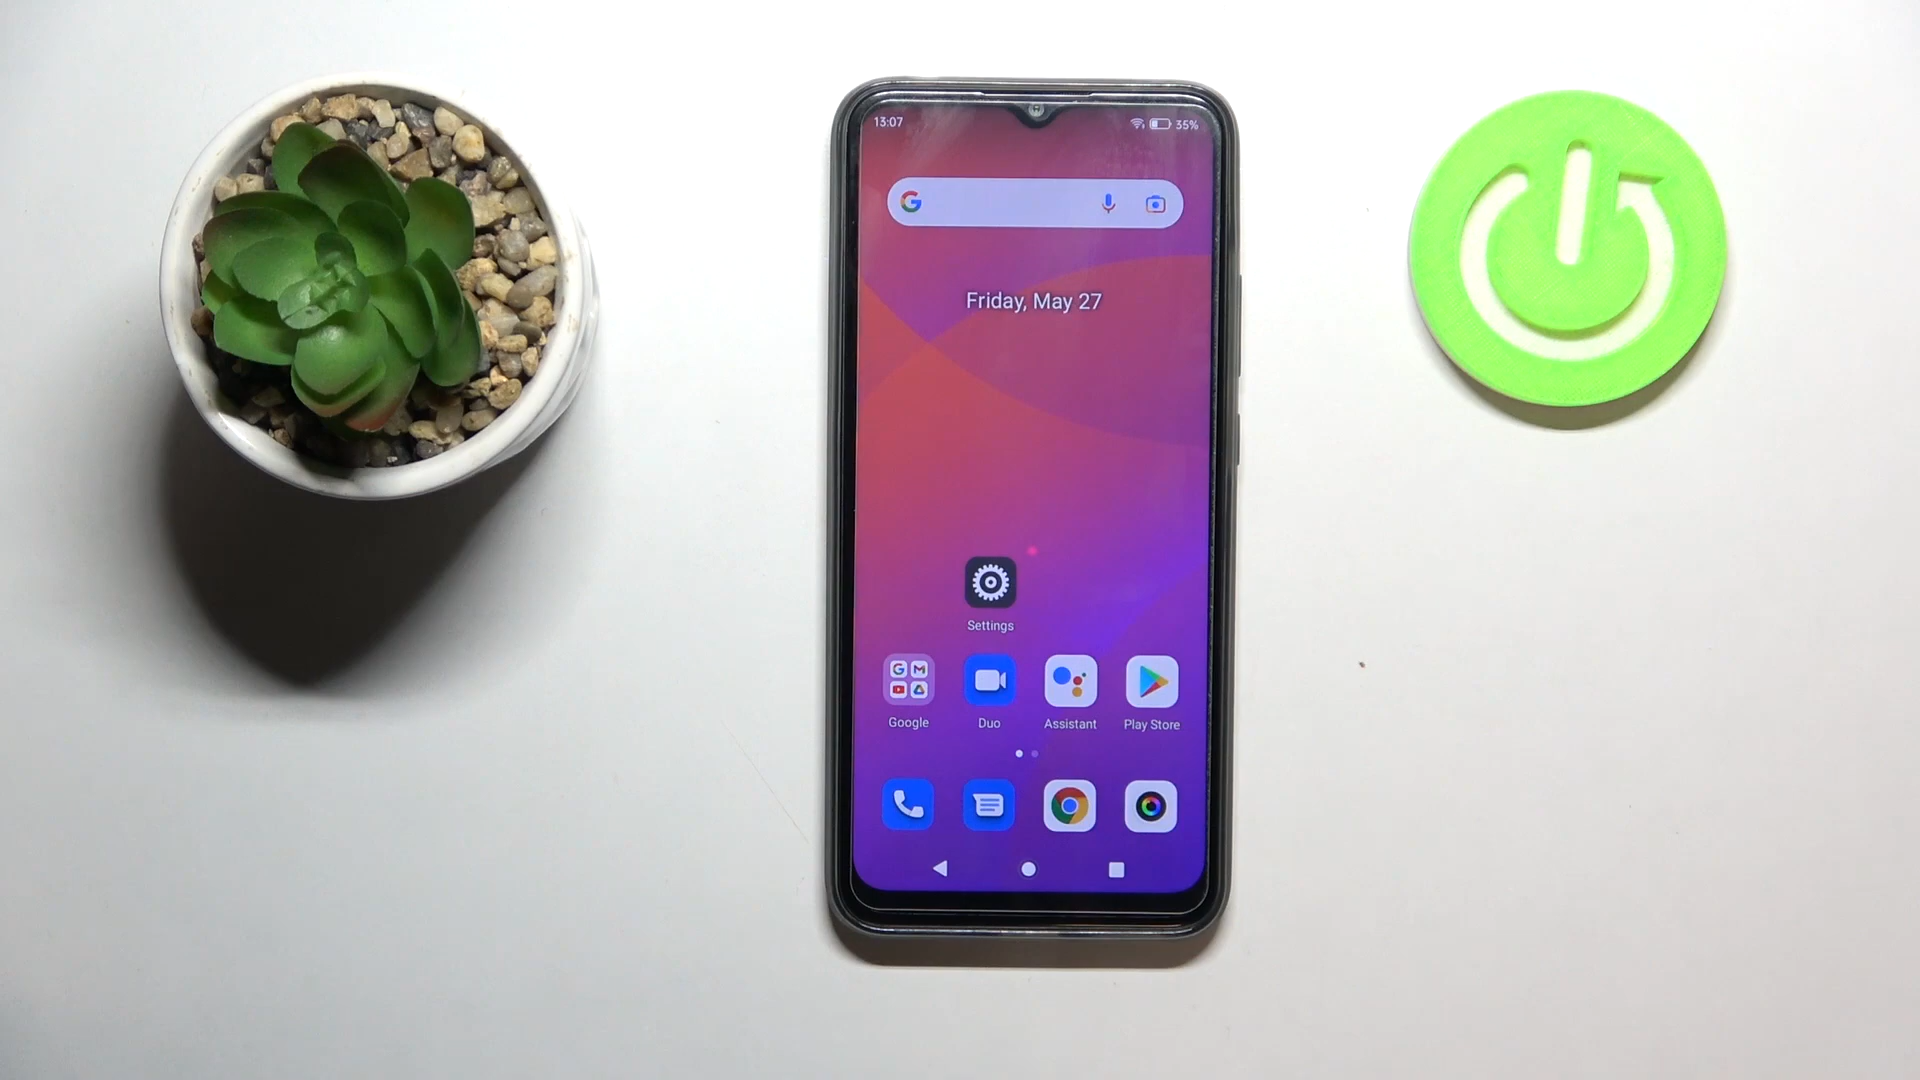 13:07
35%
G
Friday, May 27
Settings
Google
Duo
Assistant
Play Store